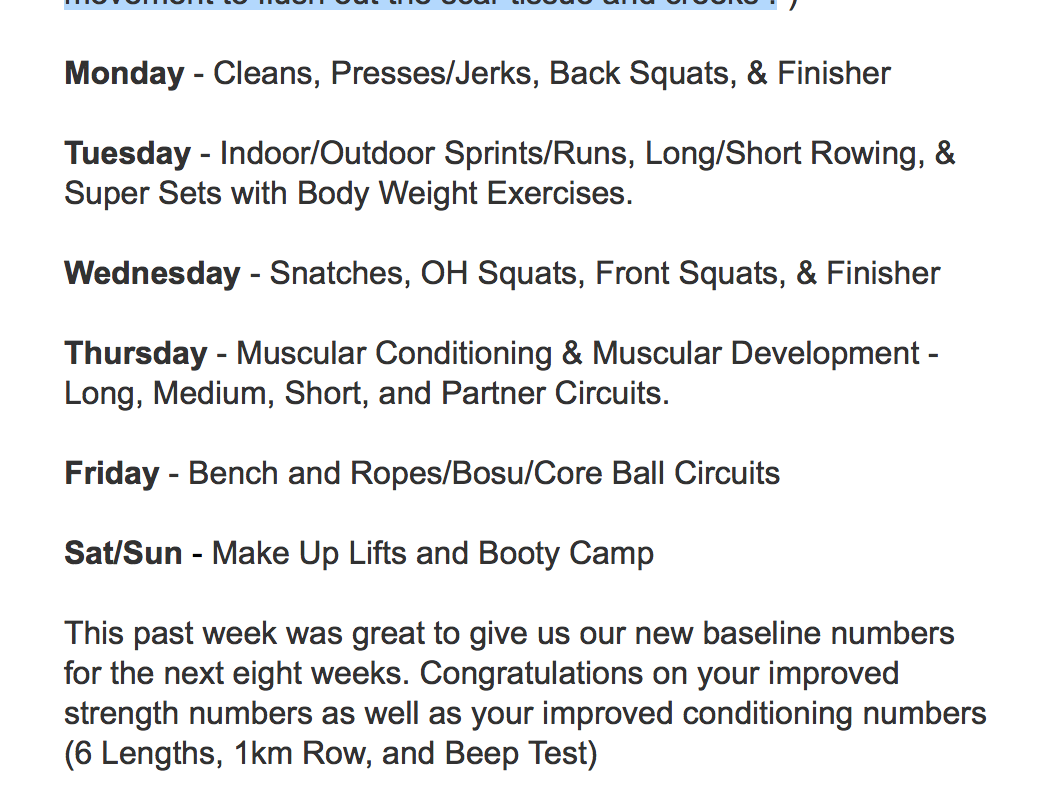 movement to flush out the scar tissue and creeks ! )
Monday - Cleans, Presses/Jerks, Back Squats, & Finisher
Tuesday - Indoor/Outdoor Sprints/Runs, Long/Short Rowing, &
Super Sets with Body Weight Exercises.
Wednesday - Snatches, OH Squats, Front Squats, & Finisher
Thursday - Muscular Conditioning & Muscular Development -
Long, Medium, Short, and Partner Circuits.
Friday - Bench and Ropes/Bosu/Core Ball Circuits
Sat/Sun - Make Up Lifts and Booty Camp
This past week was great to give us our new baseline numbers
for the next eight weeks. Congratulations on your improved
strength numbers as well as your improved conditioning numbers
(6 Lengths, 1km Row, and Beep Test)